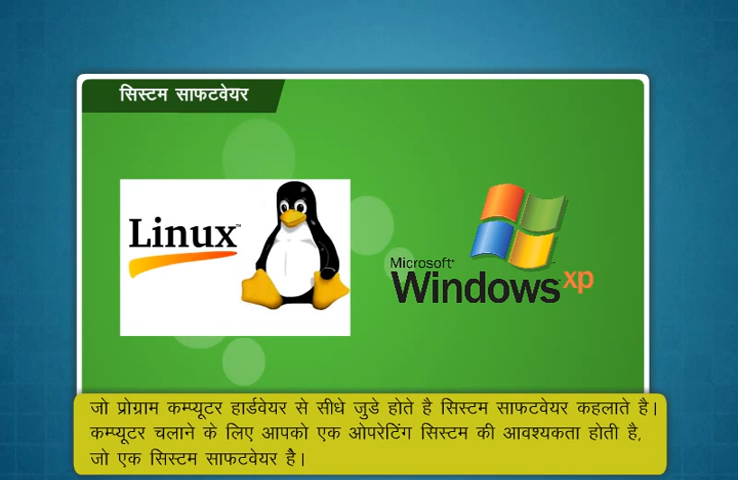 सिस्टम साफटवेयर
Linux™
Microsoft®
Windows xp
जो प्रोग्राम कम्प्यूटर हार्डवेयर से सीधे जुडे होते है सिस्टम साफटवेयर कहलाते है।
कम्प्यूटर चलाने के लिए आपको एक ओपरेटिंग सिस्टम की आवश्यकता होती है,
जो एक सिस्टम साफटवेयर है।